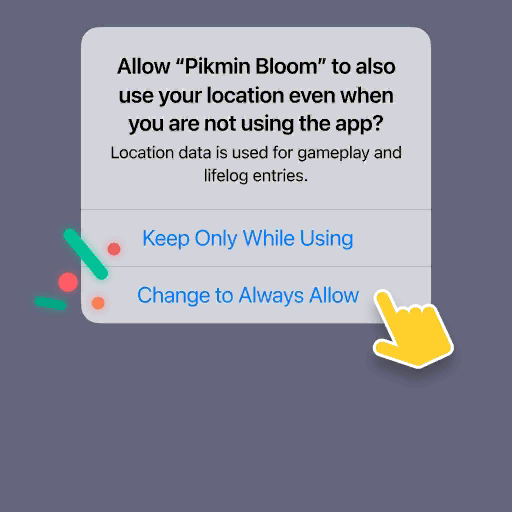 Allow “Pikmin Bloom” to also
use your location even when
you are not using the app?
Location data is used for gameplay and
lifelog entries.
Keep Only While Using
Change to Always Allow